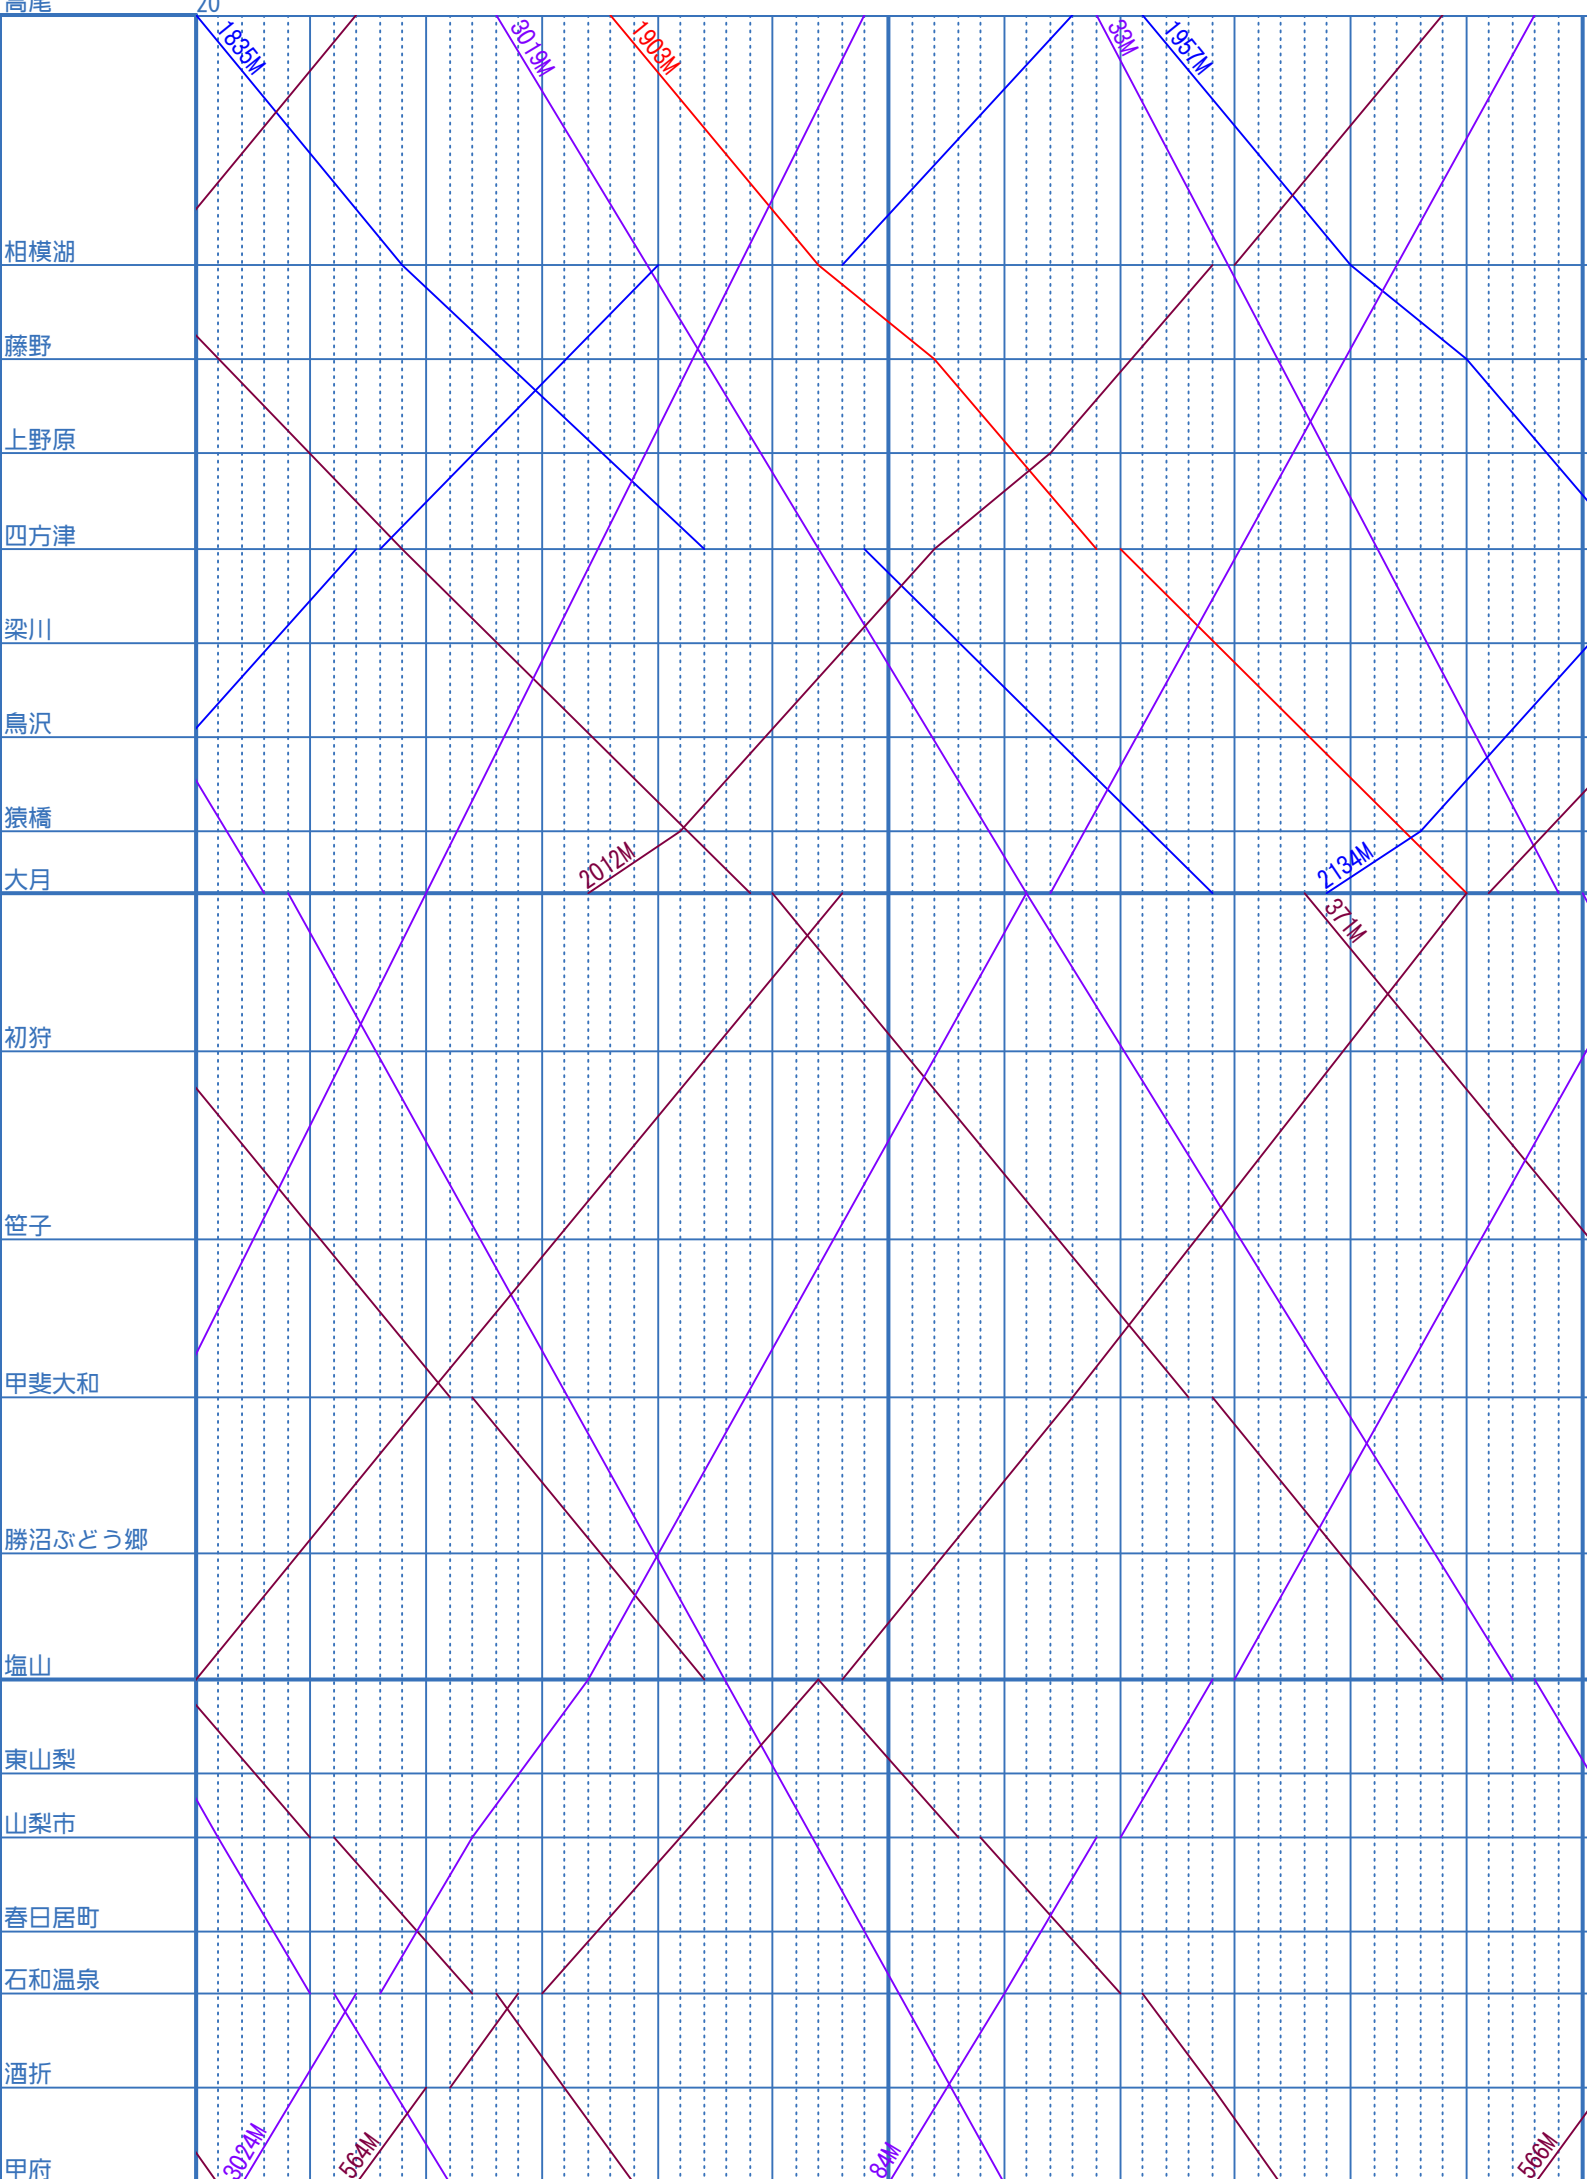 高尾
20
1835M
3019M
1903M
33M
1957M
相模湖
藤野
上野原
四方津
梁川
鳥沢
猿橋
2012M
2134M
大月
371M
初狩
笹子
甲斐大和
勝沼ぶどう郷
塩山
東山梨
山梨市
春日居町
石和温泉
酒折
3024M
564M
84M
566M
甲府